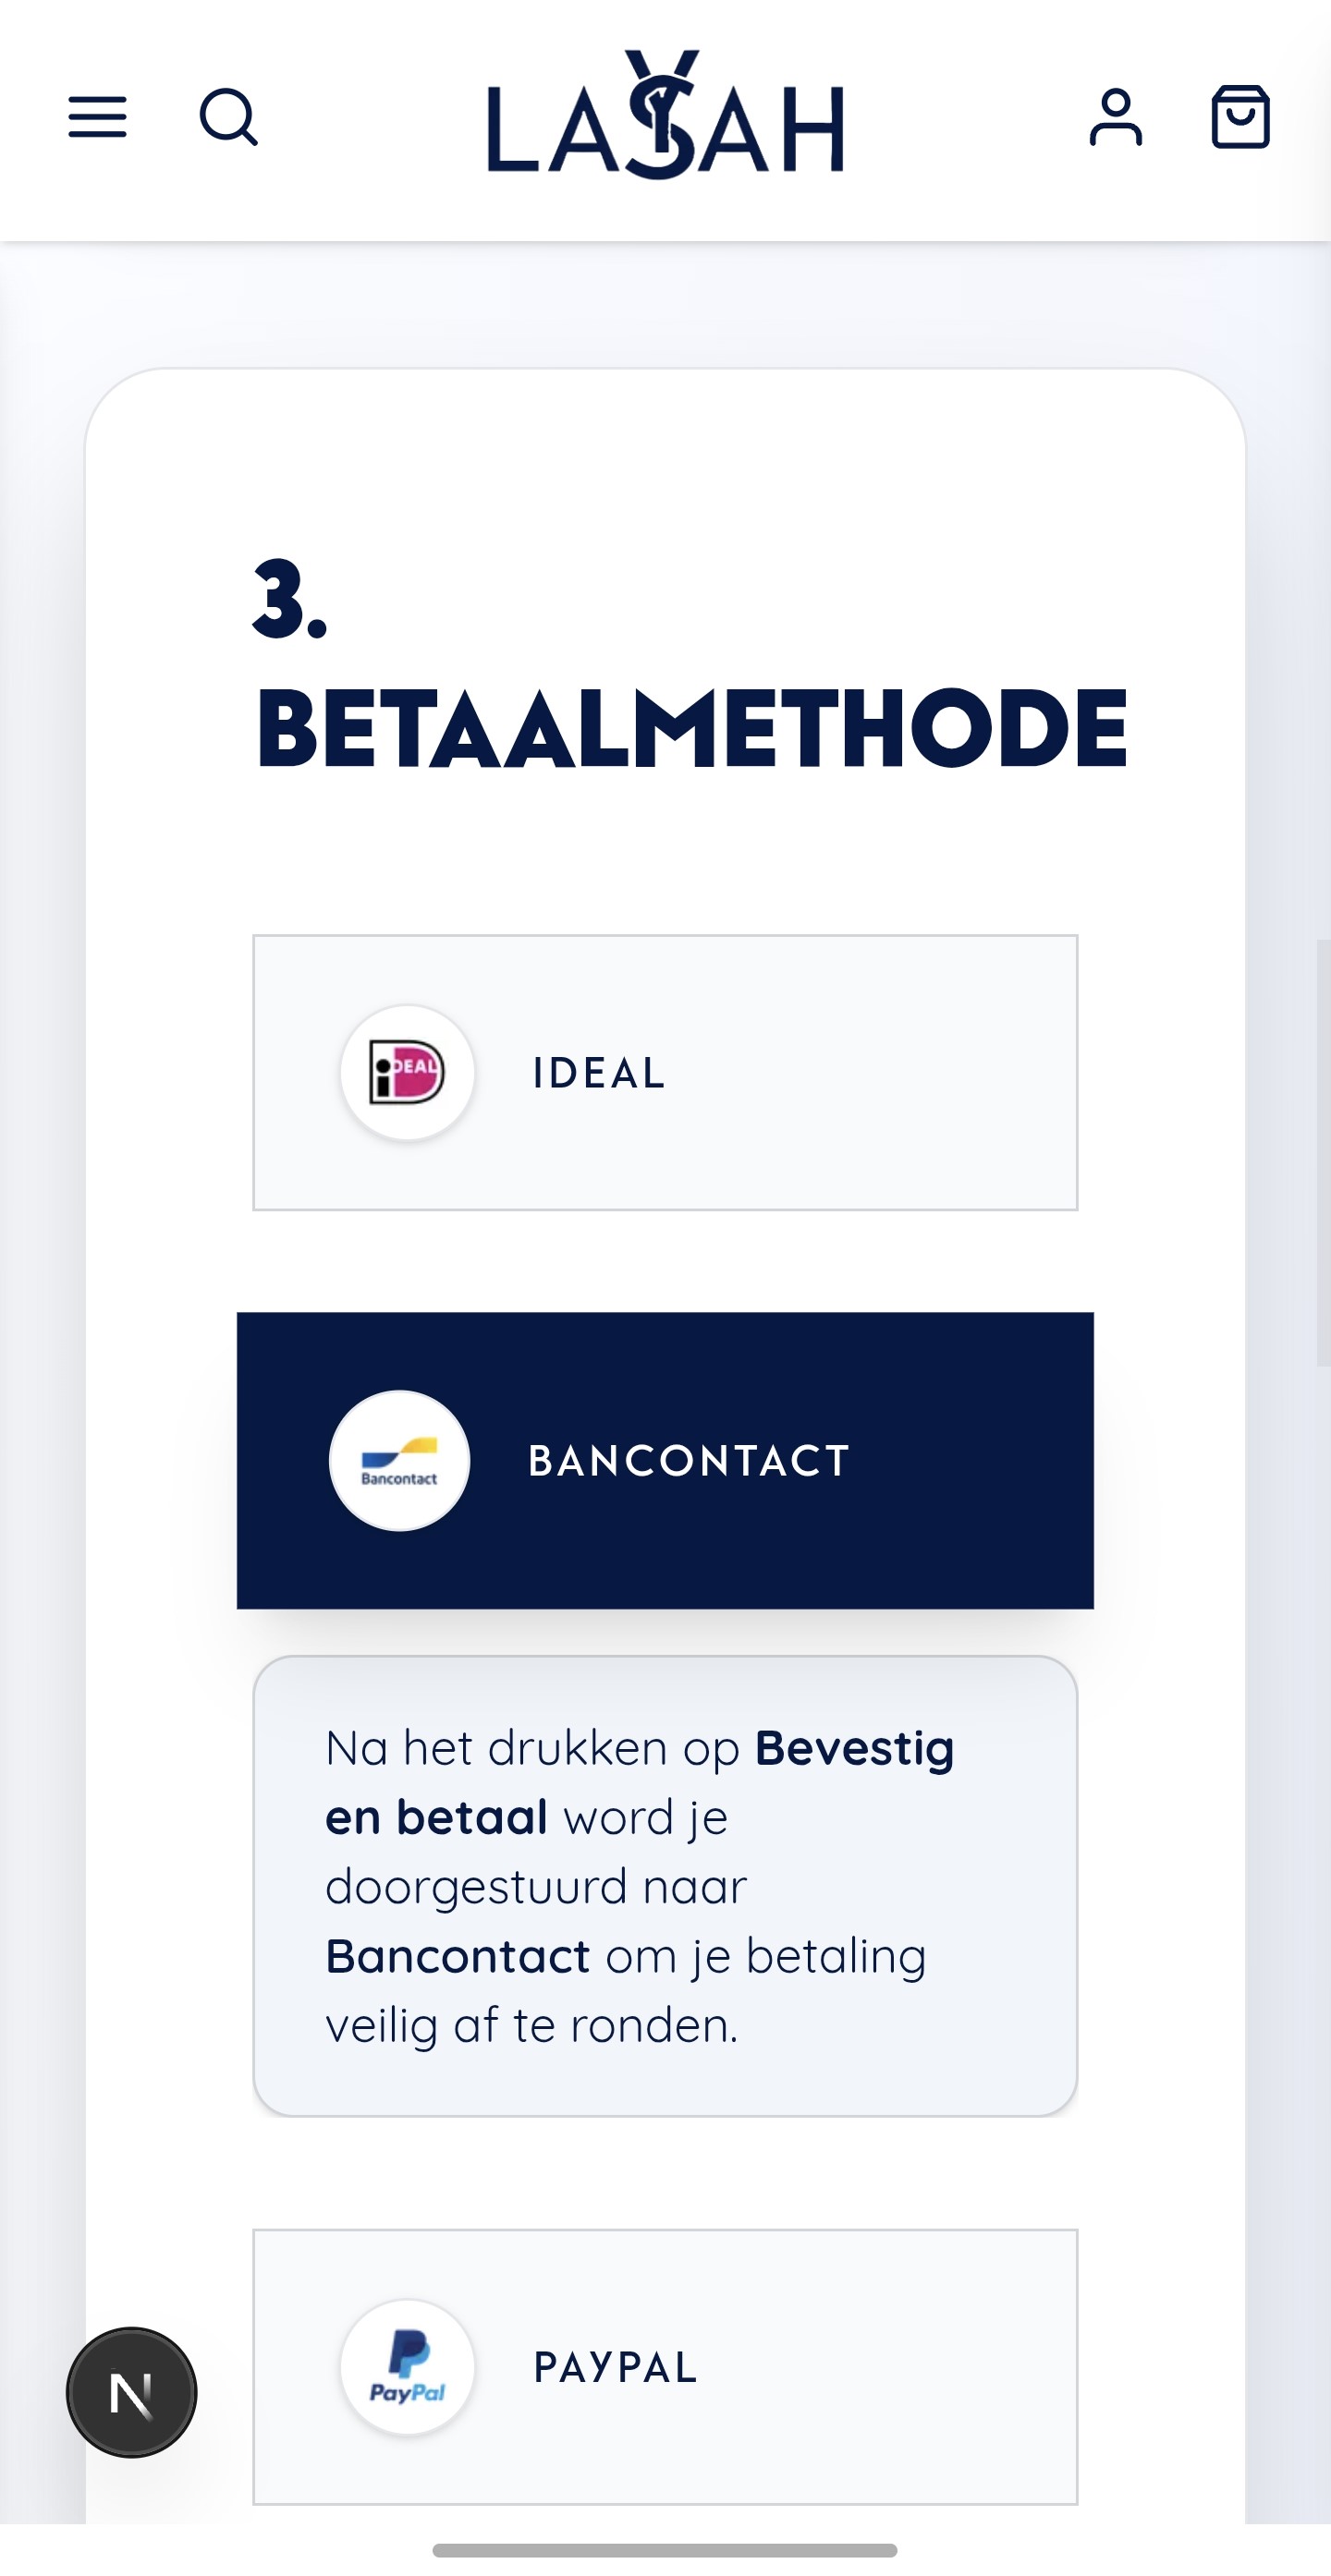 LAYSAH
3.
BETAALMETHODE
iDEAL
IDEAL
Bancontact
BANCONTACT
Na het drukken op Bevestig
en betaal word je
doorgestuurd naar
Bancontact om je betaling
veilig af te ronden.
PayPal
PAYPAL
N